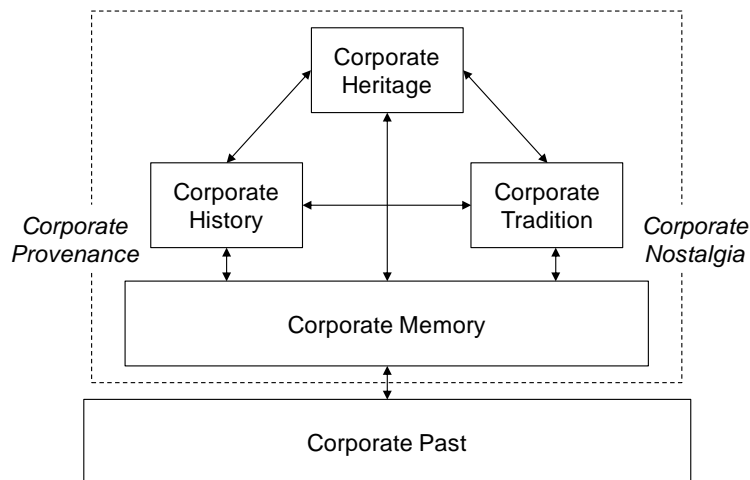 Corporate
Heritage
Corporate
History
Corporate
Tradition
Corporate
Provenance
Corporate
Nostalgia
Corporate Memory
Corporate Past